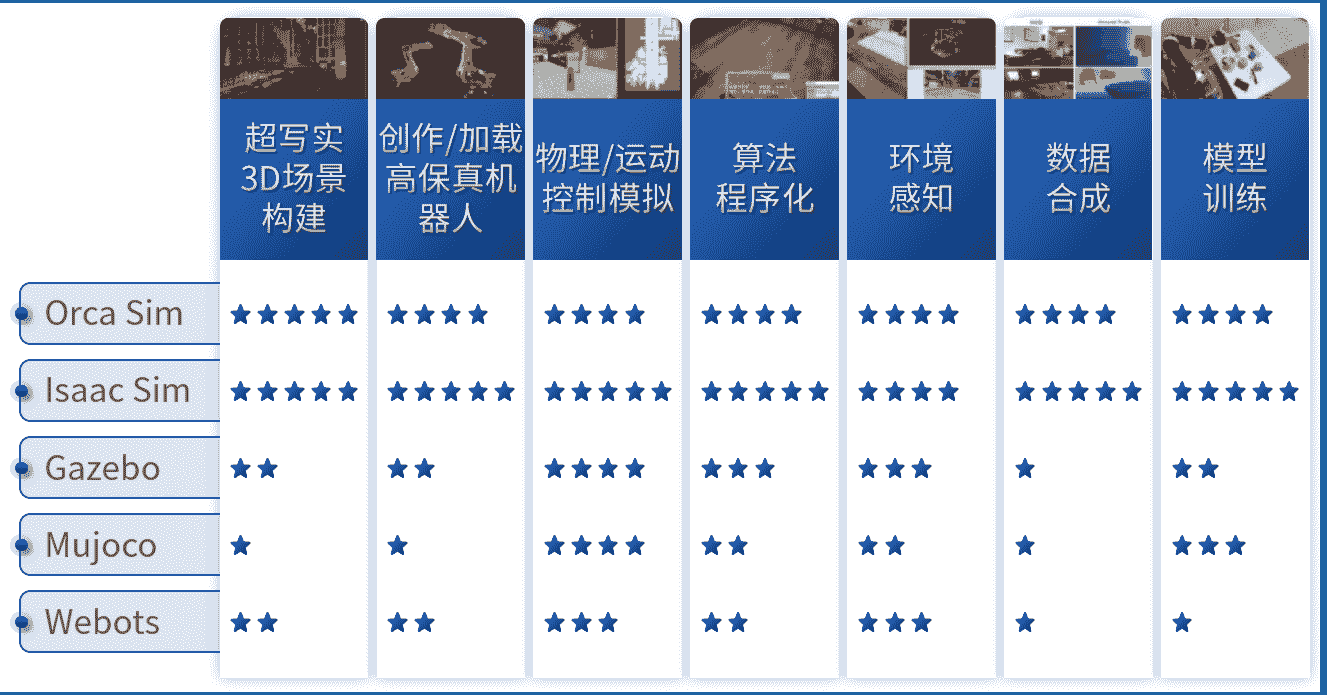 超写实
3D场景
构建
创作/加载
高保真机
器人
物理/运动
控制模拟
算法
程序化
环境
感知
数据
合成
模型
训练
Orca Sim
Isaac Sim
Gazebo
Mujoco
Webots